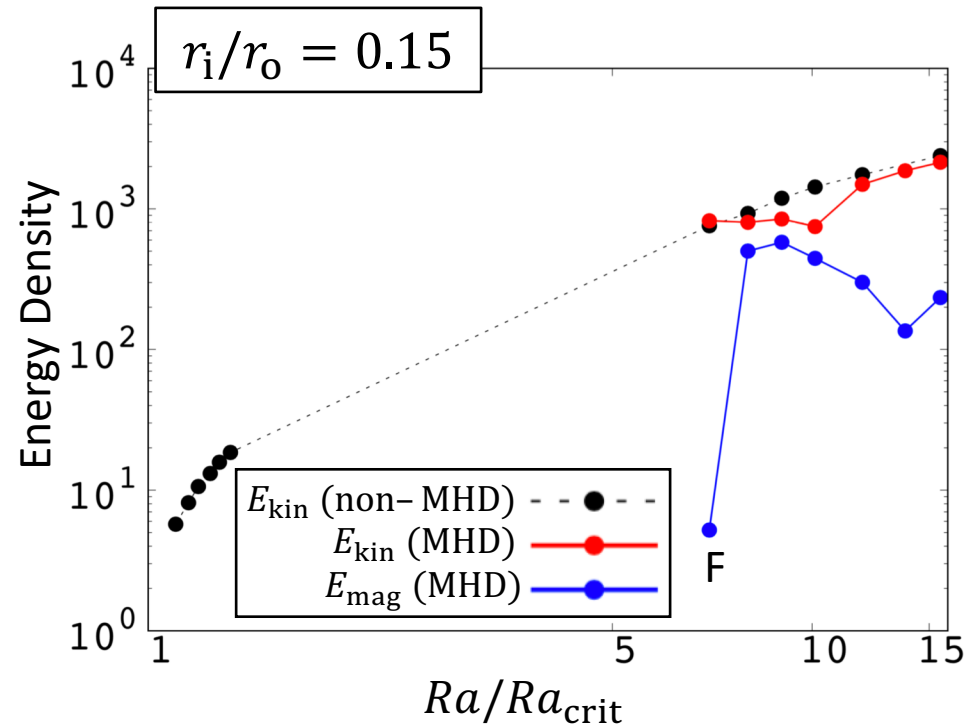 r_i/r_o = 0.15
10^4
10^3
10^2
10^1
10^0
Energy Density
E_kin (non−MHD)
E_kin (MHD)
E_mag (MHD)
F
1 5 10 15
Ra/Ra_crit